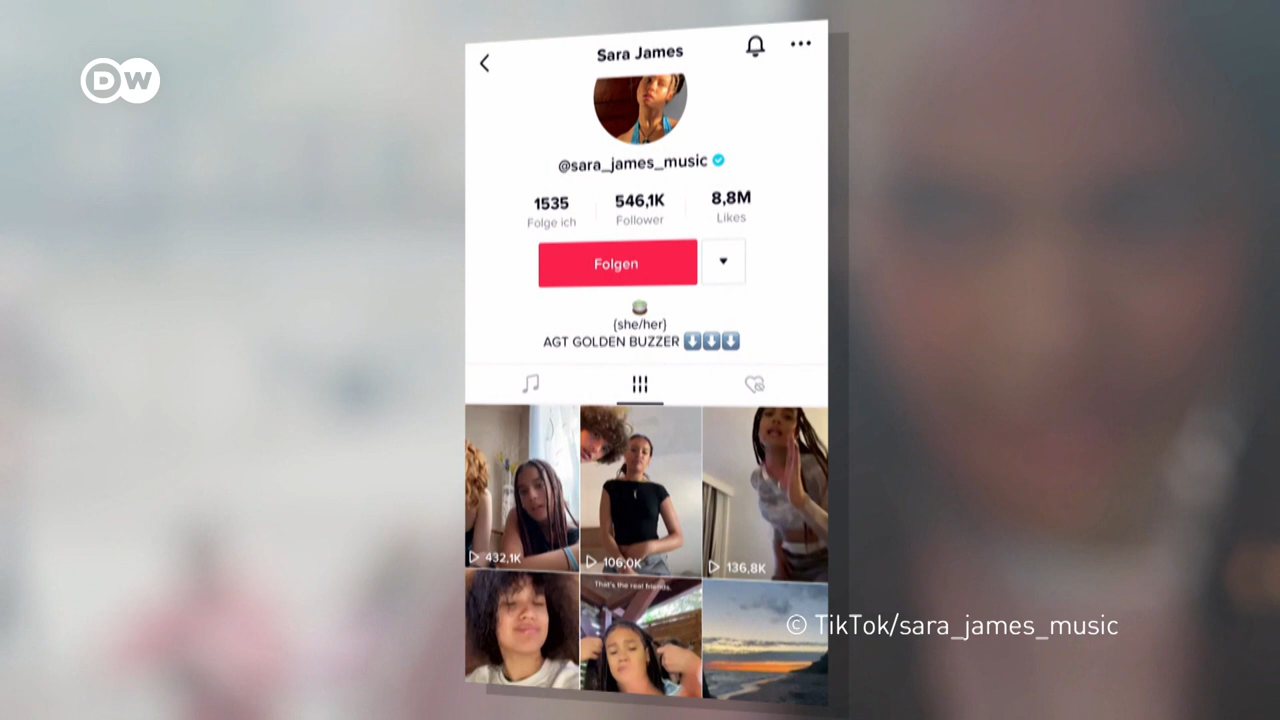 DW
Sara James
@sara_james_music
1535 546,1K 8,8M
Folge ich Follower Likes
Folgen
(she/her)
AGT GOLDEN BUZZER
432,1K 106,0K 136,8K
That's the real friends.
© TikTok/sara_james_music